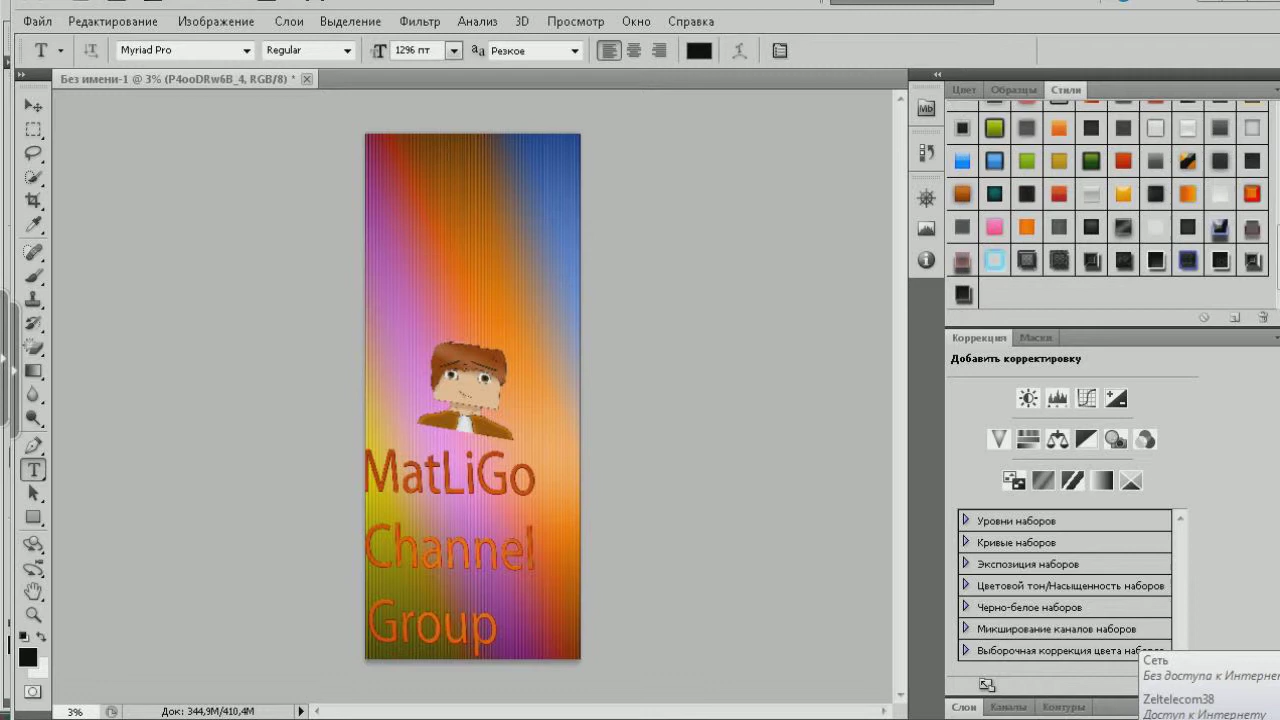 Файл Редактирование Изображение Слои Выделение Фильтр Анализ 3D Просмотр Окно Справка
T Myriad Pro Regular T 1296 пт aa Резкое
Без имени-1 @ 3% (P4ooDRw6B_4, RGB/8) *
Цвет Образцы Стили
Mb
Коррекция Маски
Добавить корректировку
MatLiGo
Channel
Group
Уровни наборов
Кривые наборов
Экспозиция наборов
Цветовой тон/Насыщенность наборов
Черно-белое наборов
Микширование каналов наборов
Выборочная коррекция цвета
Сеть
Без доступа к
Zeltelecom38
Доступ к Интернету
Слои Каналы Контуры
3% Док: 344,9M/410,4M